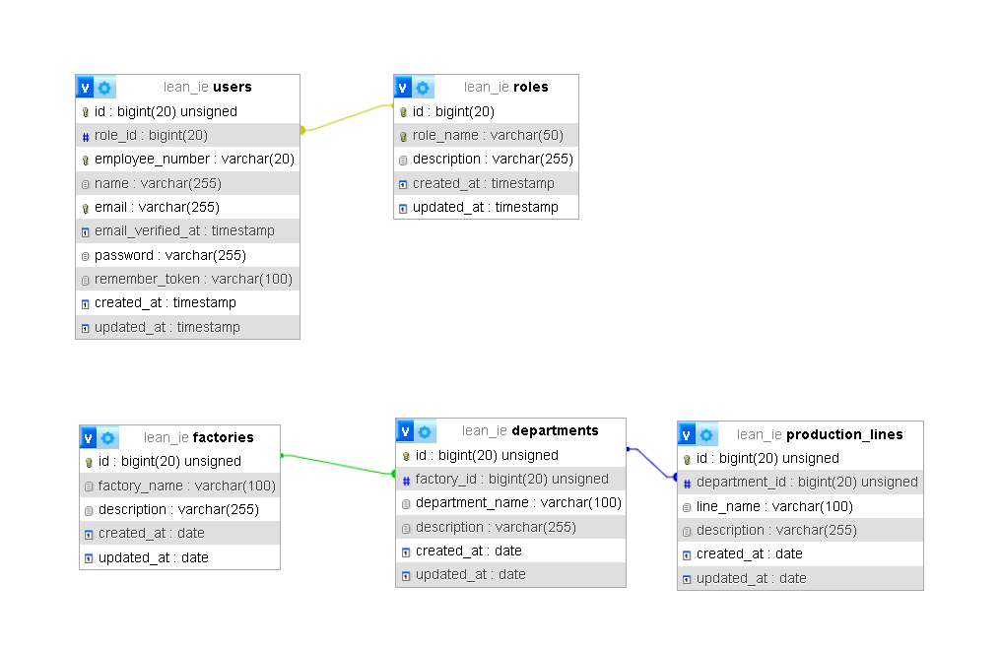 v lean_ie users
id : bigint(20) unsigned
# role_id : bigint(20)
employee_number : varchar(20)
name : varchar(255)
email : varchar(255)
email_verified_at : timestamp
password : varchar(255)
remember_token : varchar(100)
created_at : timestamp
updated_at : timestamp
v lean_ie roles
id : bigint(20)
role_name : varchar(50)
description : varchar(255)
created_at : timestamp
updated_at : timestamp
v lean_ie factories
id : bigint(20) unsigned
factory_name : varchar(100)
description : varchar(255)
created_at : date
updated_at : date
v lean_ie departments
id : bigint(20) unsigned
# factory_id : bigint(20) unsigned
department_name : varchar(100)
description : varchar(255)
created_at : date
updated_at : date
v lean_ie production_lines
id : bigint(20) unsigned
# department_id : bigint(20) unsigned
line_name : varchar(100)
description : varchar(255)
created_at : date
updated_at : date